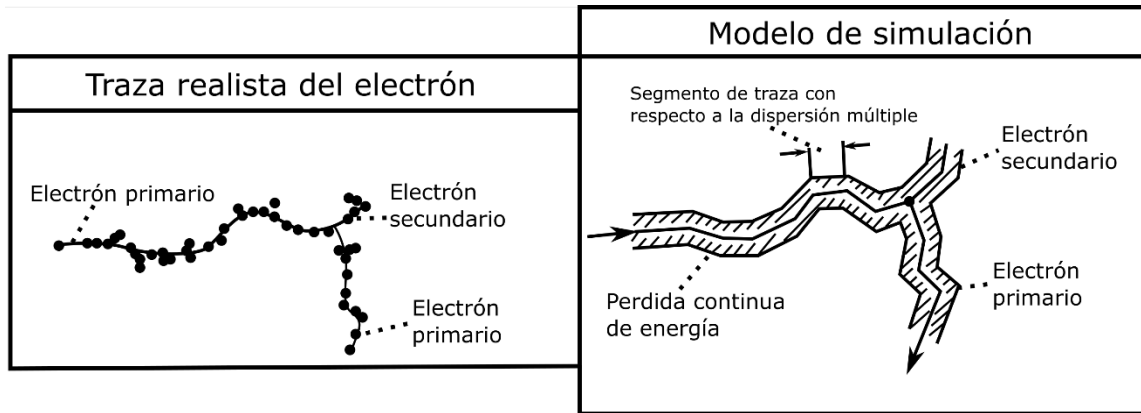 Traza realista del electrón
Electrón primario
Electrón
secundario
Electrón
primario
Modelo de simulación
Segmento de traza con
respecto a la dispersión múltiple
Electrón
secundario
Perdida continua
de energía
Electrón
primario